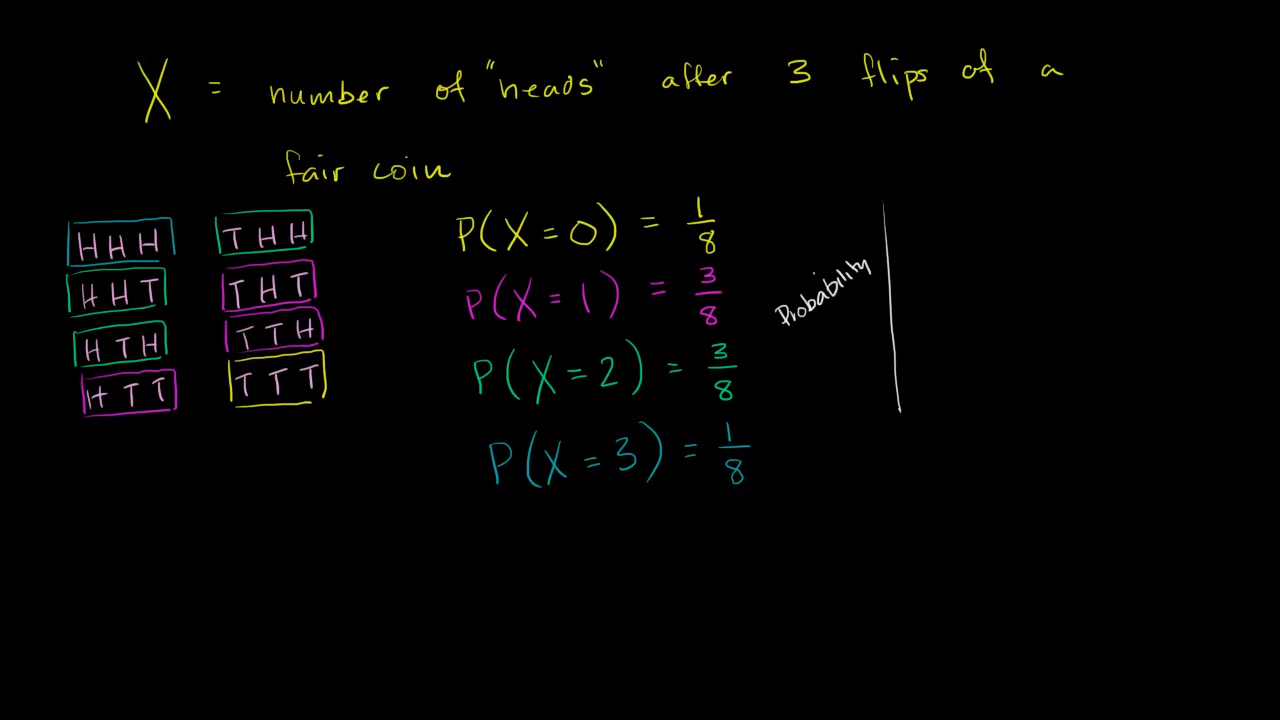 X = number of "heads" after 3 flips of a
fair coin
HHH THH
HHT THT
HTH TTH
HTT TTT
P(X=0) = 1/8
P(X=1) = 3/8
P(X=2) = 3/8
P(X=3) = 1/8
Probability